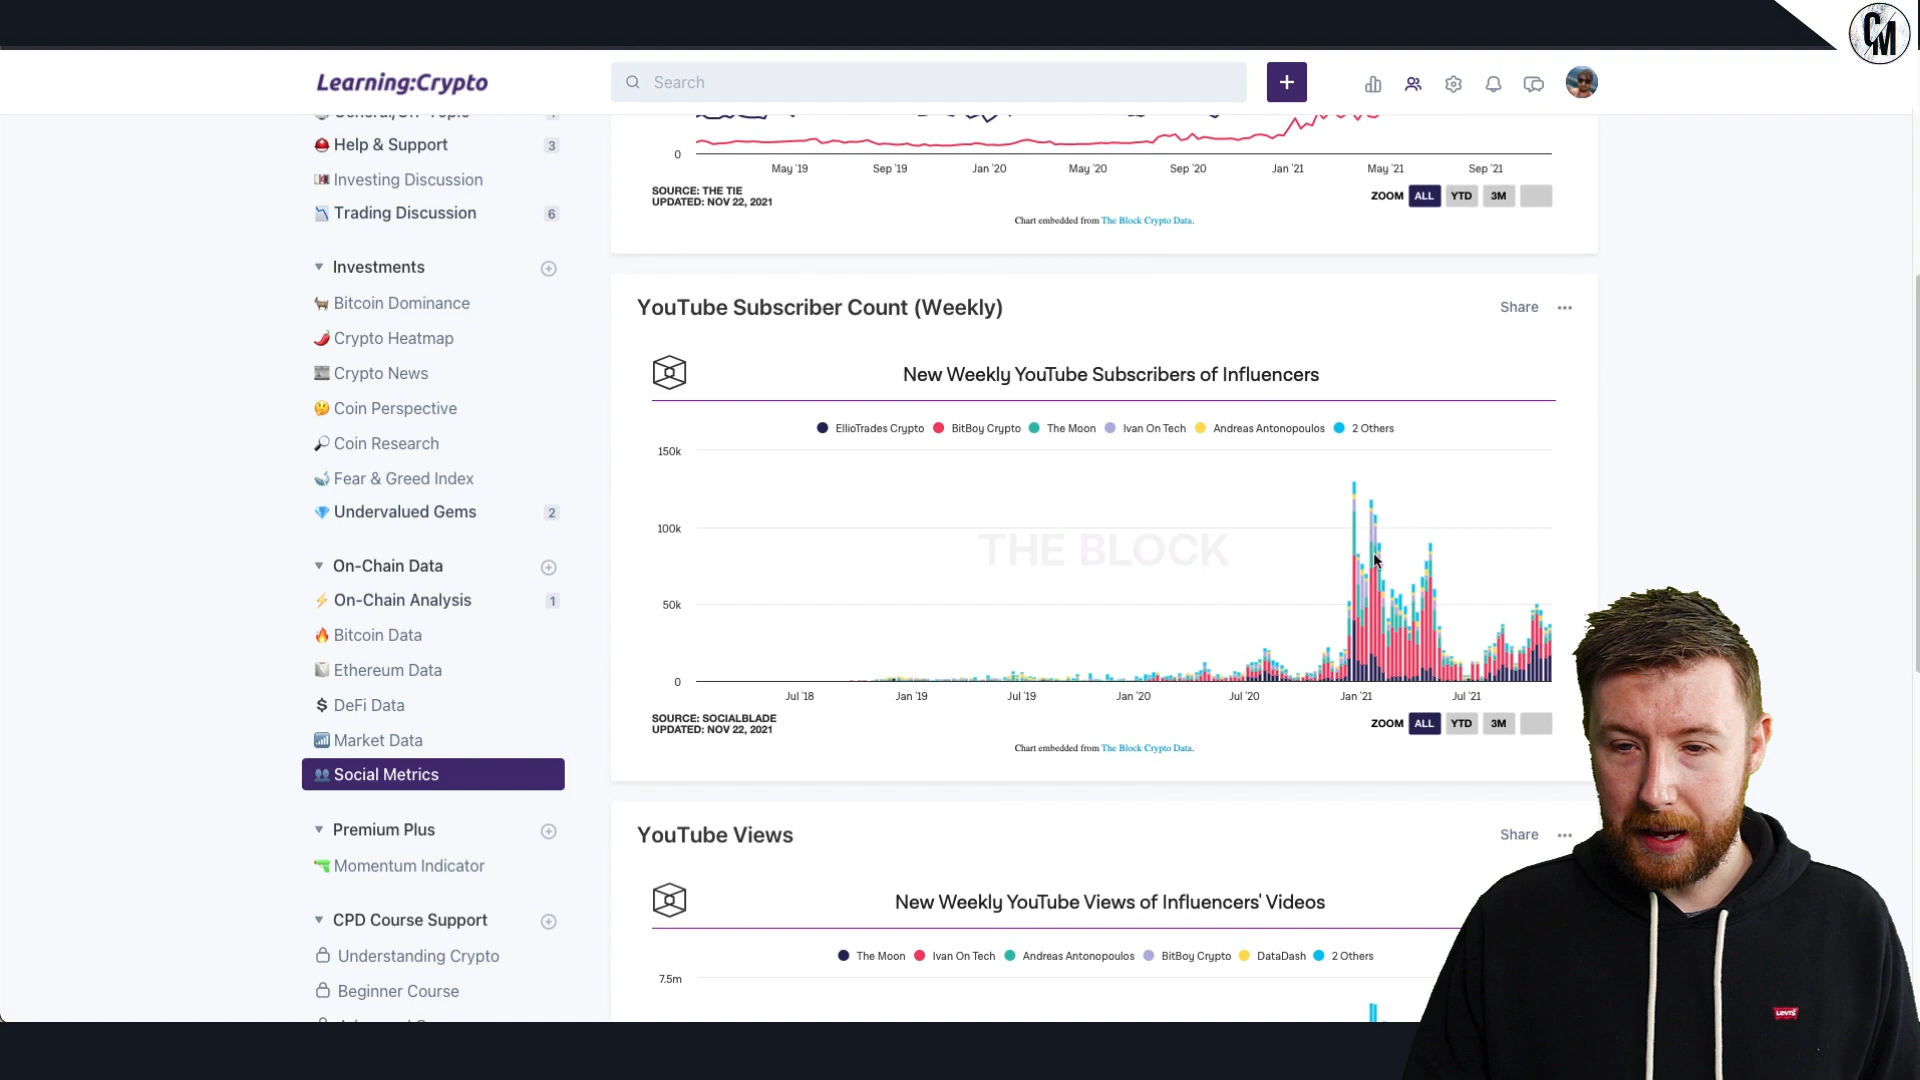 CM
Learning:Crypto
Search
+
Help & Support 3
Investing Discussion
Trading Discussion 6
Investments
Bitcoin Dominance
Crypto Heatmap
Crypto News
Coin Perspective
Coin Research
Fear & Greed Index
Undervalued Gems 2
On-Chain Data
On-Chain Analysis 1
Bitcoin Data
Ethereum Data
DeFi Data
Market Data
Social Metrics
Premium Plus
Momentum Indicator
CPD Course Support
Understanding Crypto
Beginner Course
0
May '19 Sep '19 Jan '20 May '20 Sep '20 Jan '21 May '21 Sep '21
SOURCE: THE TIE
UPDATED: NOV 22, 2021
ZOOM ALL YTD 3M
Chart embedded from The Block Crypto Data.
YouTube Subscriber Count (Weekly)
Share
New Weekly YouTube Subscribers of Influencers
EllioTrades Crypto BitBoy Crypto The Moon Ivan On Tech Andreas Antonopoulos 2 Others
150k
100k
THE BLOCK
50k
0
Jul '18 Jan '19 Jul '19 Jan '20 Jul '20 Jan '21 Jul '21
SOURCE: SOCIALBLADE
UPDATED: NOV 22, 2021
ZOOM ALL YTD 3M
Chart embedded from The Block Crypto Data.
YouTube Views
Share
New Weekly YouTube Views of Influencers' Videos
The Moon Ivan On Tech Andreas Antonopoulos BitBoy Crypto DataDash 2 Others
7.5m
Levi's